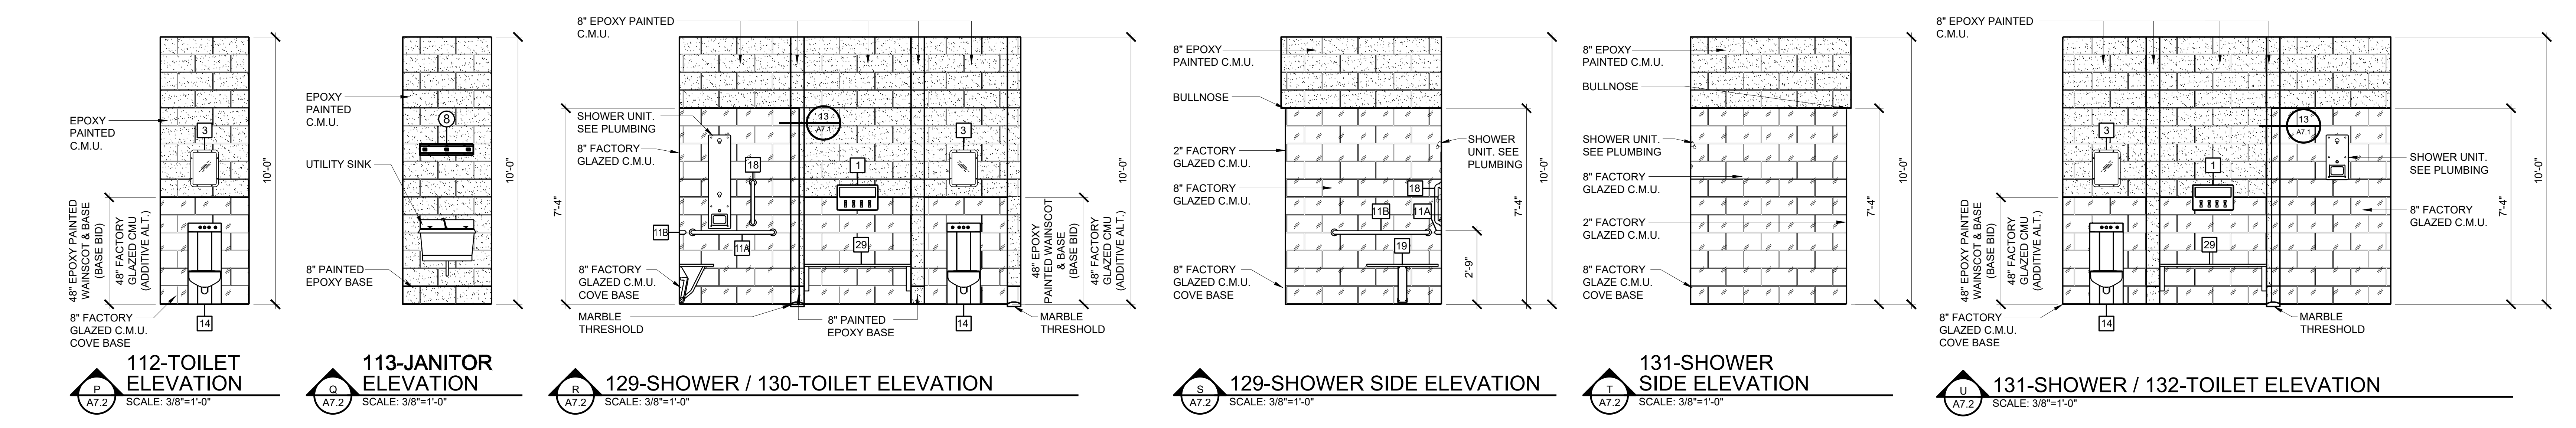 EPOXY
PAINTED
C.M.U.
3
10'-0"
48" EPOXY PAINTED
WAINSCOT & BASE
(BASE BID)
48" FACTORY
GLAZED CMU
(ADDITIVE ALT.)
8" FACTORY
GLAZED C.M.U.
COVE BASE
14
112-TOILET
ELEVATION
P
A7.2
SCALE: 3/8"=1'-0"
EPOXY
PAINTED
C.M.U.
8
UTILITY SINK
10'-0"
8" PAINTED
EPOXY BASE
113-JANITOR
ELEVATION
Q
A7.2
SCALE: 3/8"=1'-0"
8" EPOXY PAINTED
C.M.U.
SHOWER UNIT.
SEE PLUMBING
8" FACTORY
GLAZED C.M.U.
13
A7.1
18
1
3
7'-4"
10'-0"
11B
11A
29
48" EPOXY
PAINTED WAINSCOT
& BASE
(BASE BID)
48" FACTORY
GLAZED CMU
(ADDITIVE ALT.)
8" FACTORY
GLAZED C.M.U.
COVE BASE
MARBLE
THRESHOLD
8" PAINTED
EPOXY BASE
14
MARBLE
THRESHOLD
129-SHOWER / 130-TOILET ELEVATION
R
A7.2
SCALE: 3/8"=1'-0"
8" EPOXY
PAINTED C.M.U.
BULLNOSE
2" FACTORY
GLAZED C.M.U.
8" FACTORY
GLAZED C.M.U.
SHOWER
UNIT. SEE
PLUMBING
18
11B
11A
19
2'-9"
7'-4"
10'-0"
8" FACTORY
GLAZED C.M.U.
COVE BASE
129-SHOWER SIDE ELEVATION
S
A7.2
SCALE: 3/8"=1'-0"
8" EPOXY
PAINTED C.M.U.
BULLNOSE
SHOWER UNIT.
SEE PLUMBING
8" FACTORY
GLAZED C.M.U.
2" FACTORY
GLAZED C.M.U.
8" FACTORY
GLAZE C.M.U.
COVE BASE
7'-4"
10'-0"
131-SHOWER
SIDE ELEVATION
T
A7.2
SCALE: 3/8"=1'-0"
8" EPOXY PAINTED
C.M.U.
3
13
A7.1
1
SHOWER UNIT.
SEE PLUMBING
8" FACTORY
GLAZED C.M.U.
29
7'-4"
10'-0"
48" EPOXY PAINTED
WAINSCOT & BASE
(BASE BID)
48" FACTORY
GLAZED CMU
(ADDITIVE ALT.)
8" FACTORY
GLAZED C.M.U.
COVE BASE
14
MARBLE
THRESHOLD
131-SHOWER / 132-TOILET ELEVATION
U
A7.2
SCALE: 3/8"=1'-0"